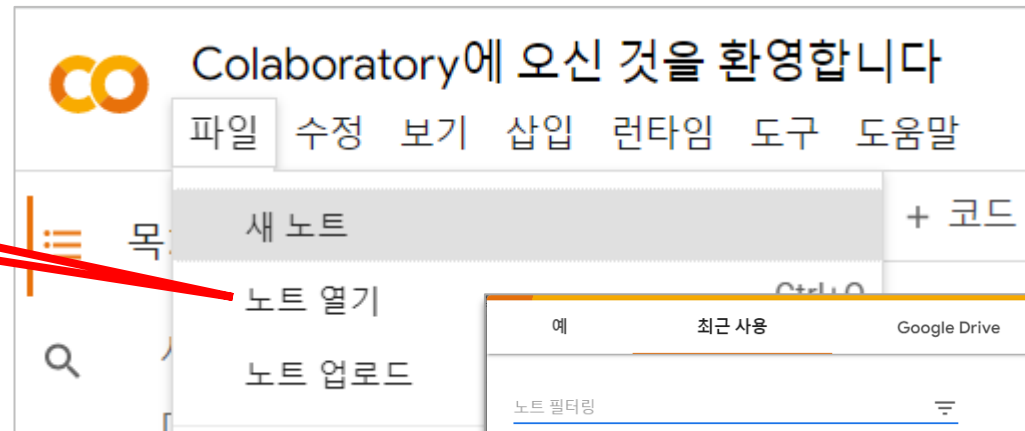 Colaboratory에 오신 것을 환영합니다
파일 수정 보기 삽입 런타임 도구 도움말
새 노트
+ 코드
노트 열기
노트 업로드
예 최근 사용 Google Drive
노트 필터링